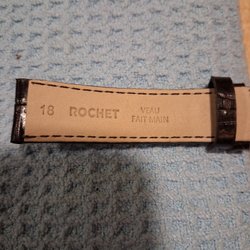 18 ROCHET VEAU
FAIT MAIN